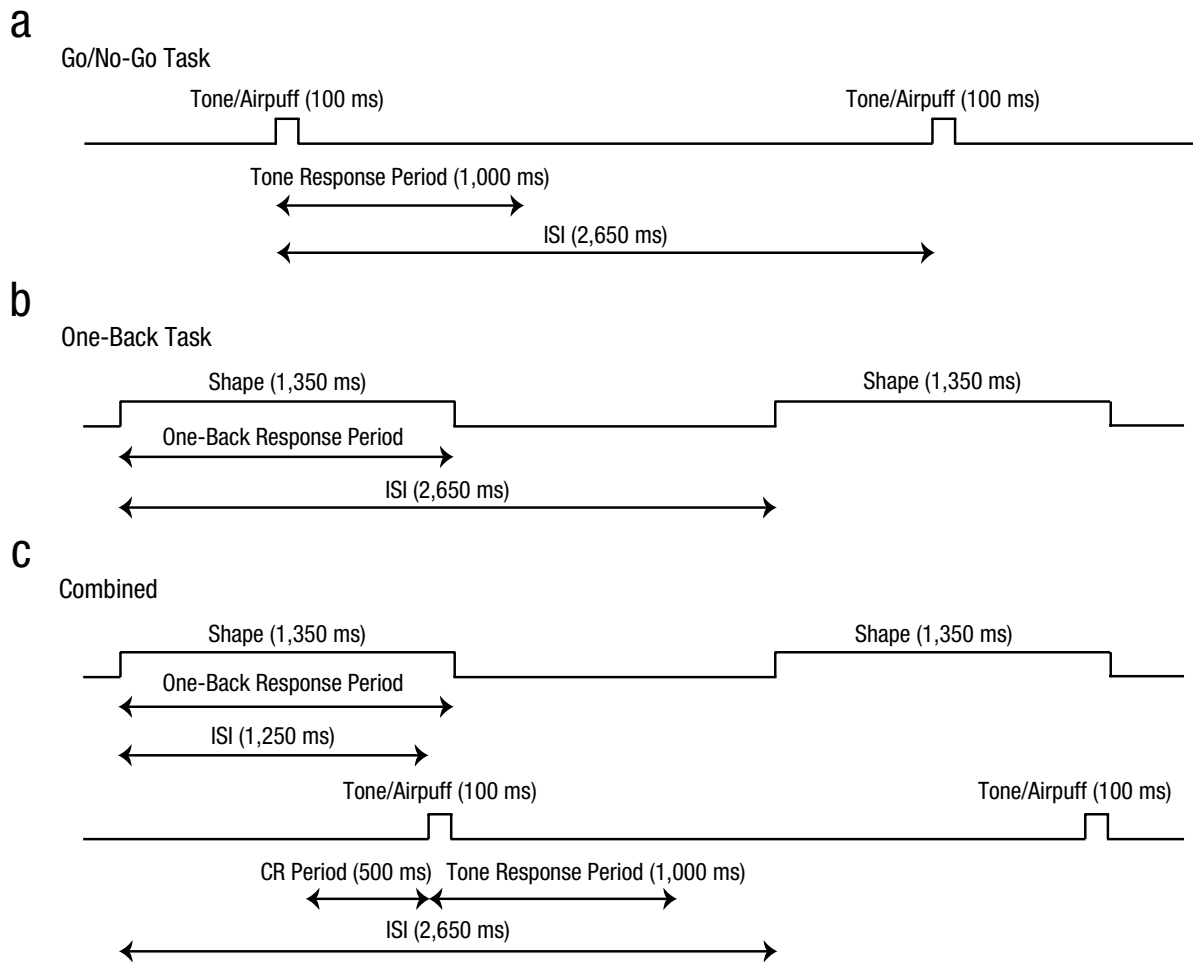 a
Go/No-Go Task
Tone/Airpuff (100 ms)
Tone/Airpuff (100 ms)
Tone Response Period (1,000 ms)
ISI (2,650 ms)
b
One-Back Task
Shape (1,350 ms)
Shape (1,350 ms)
One-Back Response Period
ISI (2,650 ms)
c
Combined
Shape (1,350 ms)
Shape (1,350 ms)
One-Back Response Period
ISI (1,250 ms)
Tone/Airpuff (100 ms)
Tone/Airpuff (100 ms)
CR Period (500 ms)
Tone Response Period (1,000 ms)
ISI (2,650 ms)